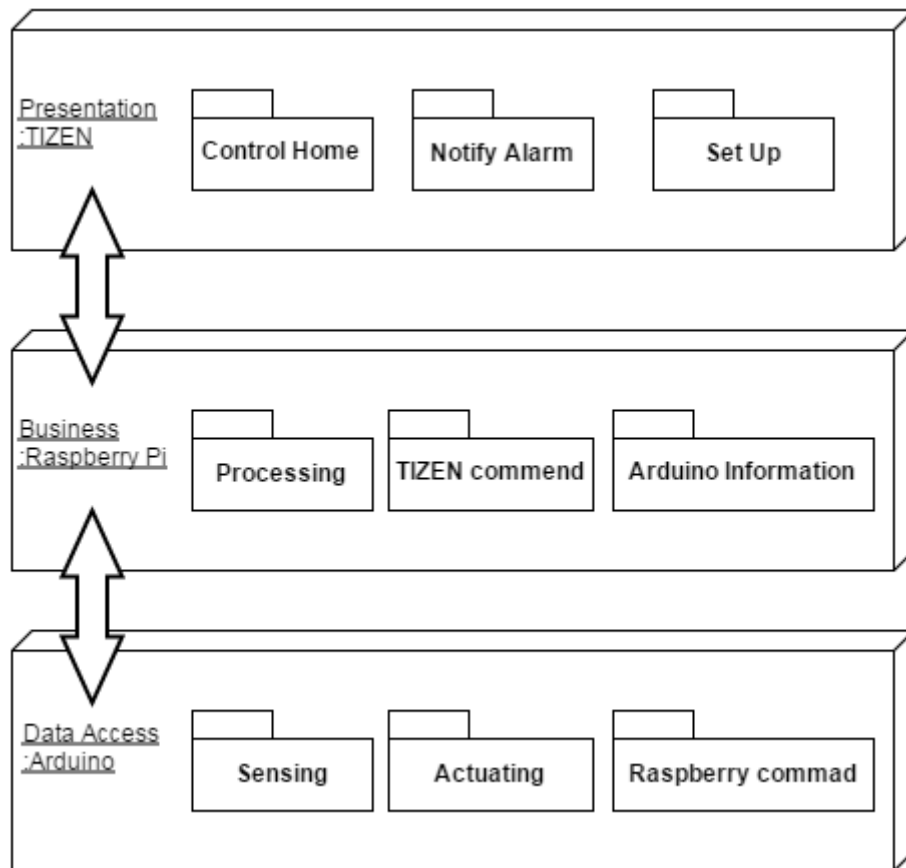 Presentation
:TIZEN
Control Home
Notify Alarm
Set Up
Business
:Raspberry Pi
Processing
TIZEN commend
Arduino Information
Data Access
:Arduino
Sensing
Actuating
Raspberry commad